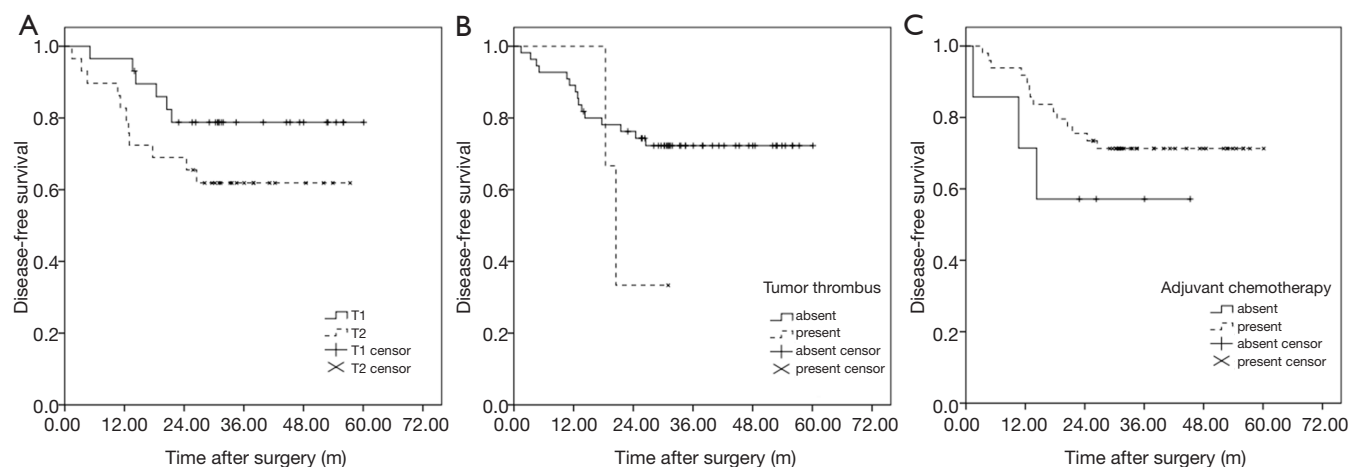 A
Disease-free survival
1.0
0.8
0.6
0.4
0.2
0.0
T1
T2
T1 censor
T2 censor
0.00 12.00 24.00 36.00 48.00 60.00 72.00
Time after surgery (m)
B
Disease-free survival
1.0
0.8
0.6
0.4
0.2
0.0
Tumor thrombus
absent
present
absent censor
present censor
0.00 12.00 24.00 36.00 48.00 60.00 72.00
Time after surgery (m)
C
Disease-free survival
1.0
0.8
0.6
0.4
0.2
0.0
Adjuvant chemotherapy
absent
present
absent censor
present censor
0.00 12.00 24.00 36.00 48.00 60.00 72.00
Time after surgery (m)